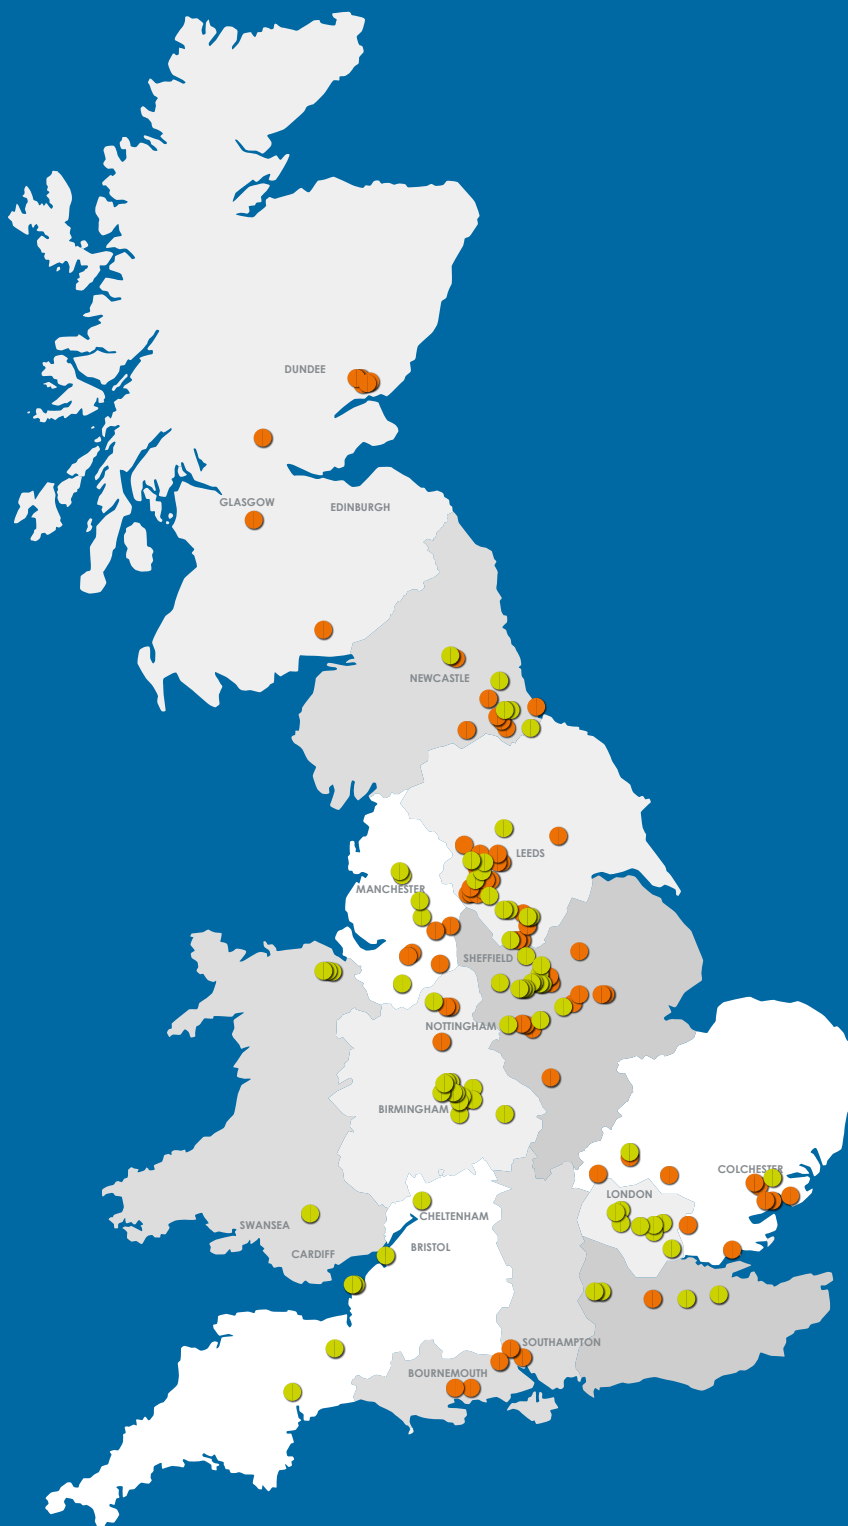 DUNDEE
GLASGOW
EDINBURGH
NEWCASTLE
LEEDS
MANCHESTER
SHEFFIELD
NOTTINGHAM
BIRMINGHAM
COLCHESTER
LONDON
CHELTENHAM
SWANSEA
BRISTOL
CARDIFF
SOUTHAMPTON
BOURNEMOUTH